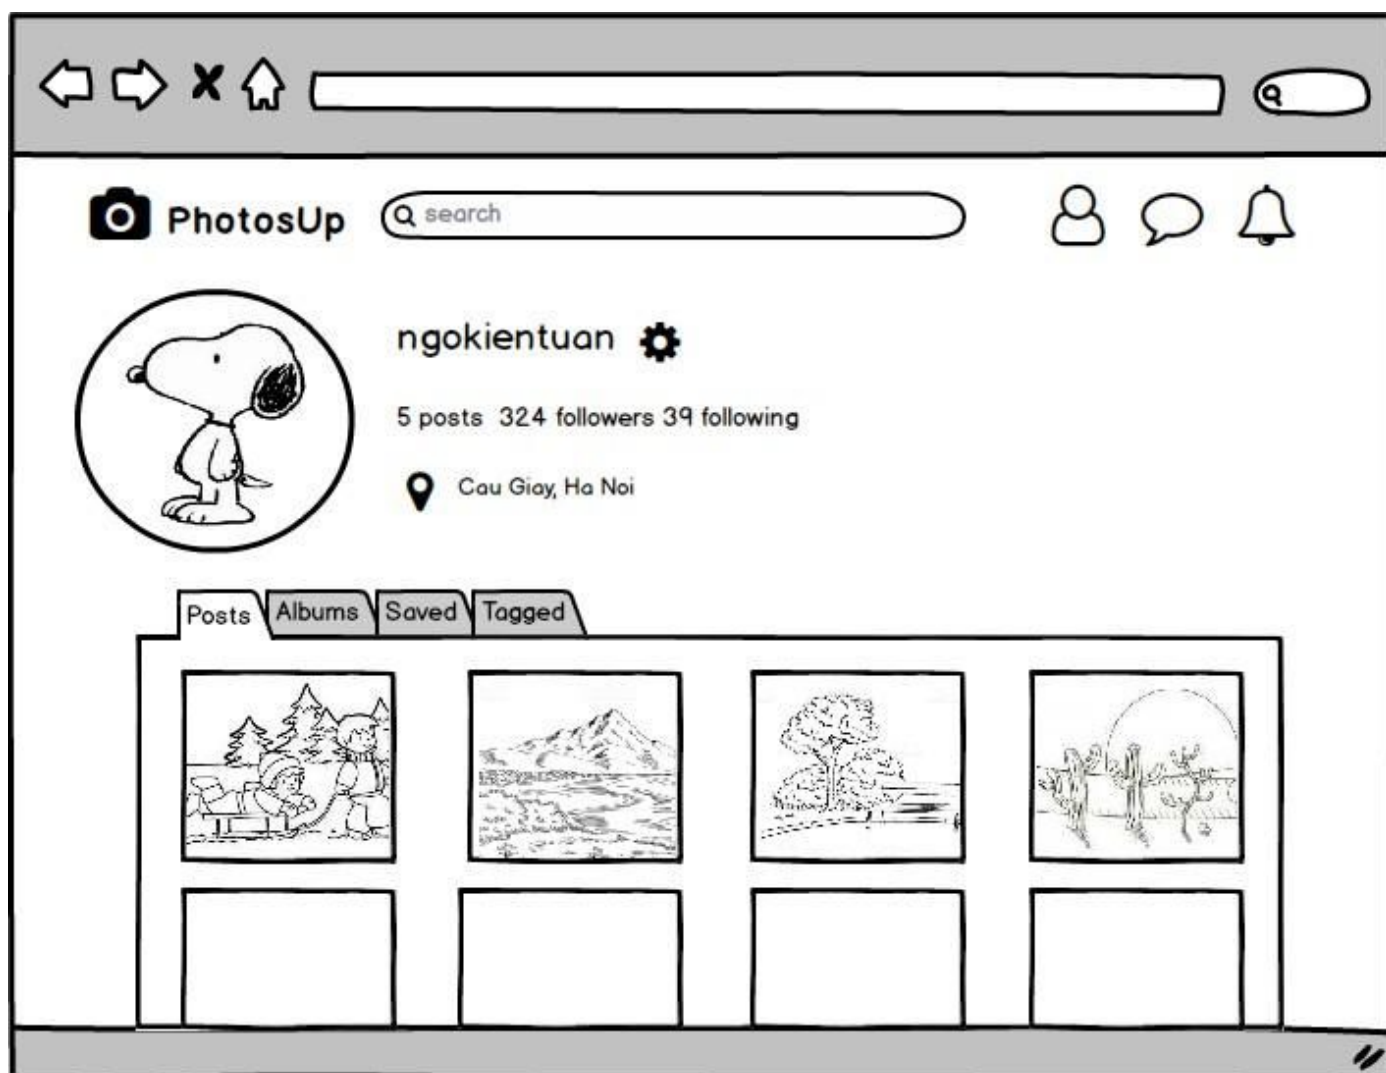 PhotosUp
search
ngokientuan
5 posts 324 followers 39 following
Cau Giay, Ha Noi
Posts
Albums
Saved
Tagged